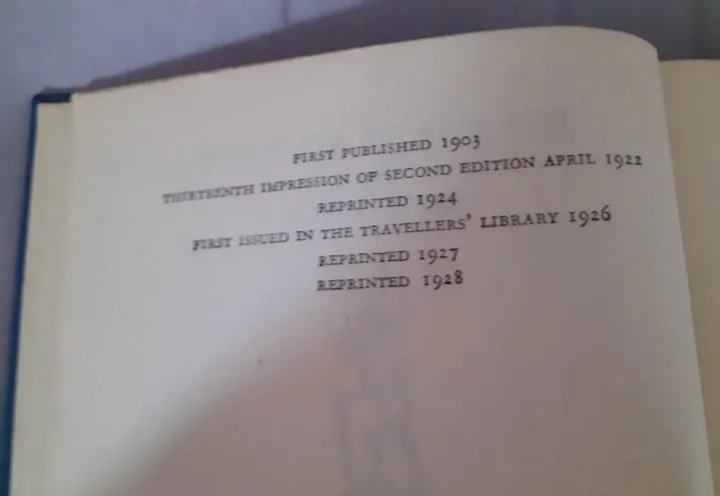 FIRST PUBLISHED 1903
THIRTEENTH IMPRESSION OF SECOND EDITION APRIL 1922
REPRINTED 1924
FIRST ISSUED IN THE TRAVELLERS' LIBRARY 1926
REPRINTED 1927
REPRINTED 1928